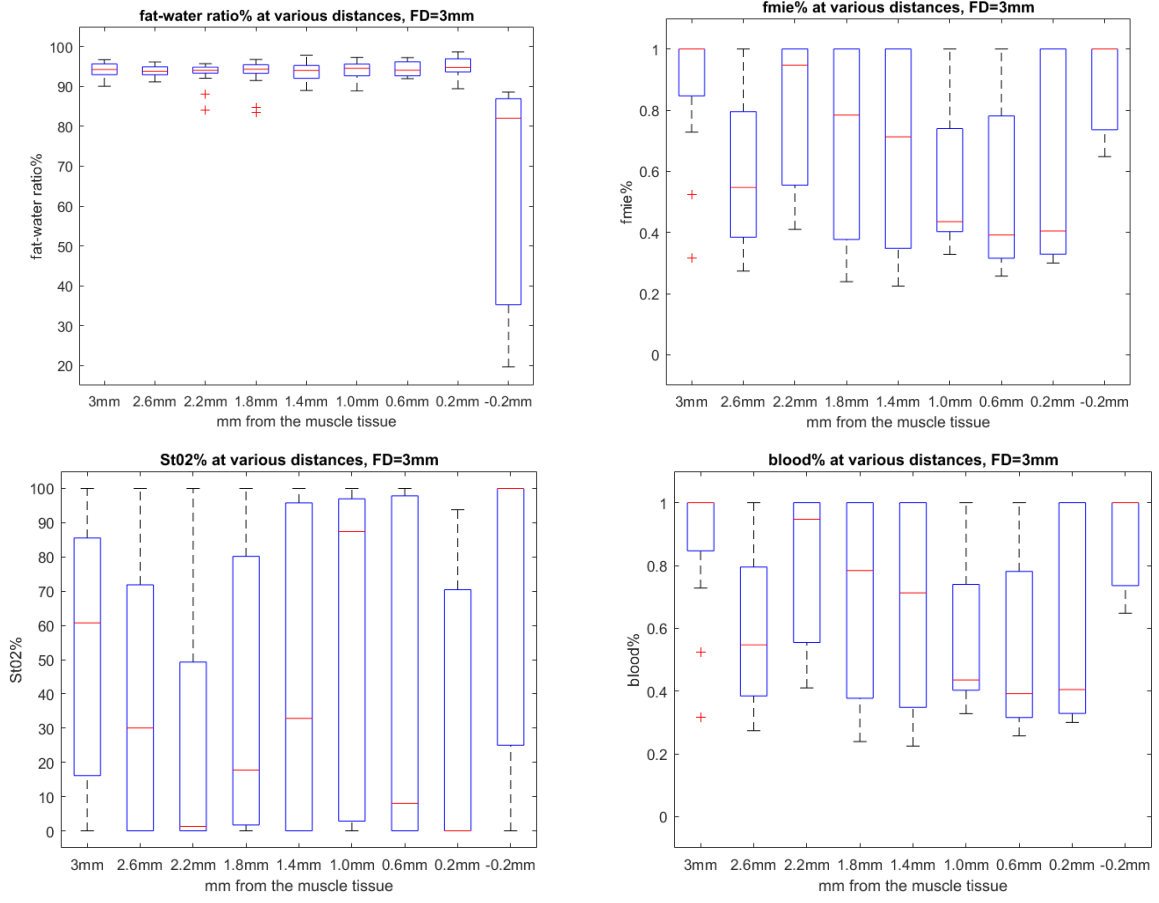 fat-water ratio% at various distances, FD=3mm
fat-water ratio%
100
90
80
70
60
50
40
30
20
3mm 2.6mm 2.2mm 1.8mm 1.4mm 1.0mm 0.6mm 0.2mm -0.2mm
mm from the muscle tissue
fmie% at various distances, FD=3mm
fmie%
1
0.8
0.6
0.4
0.2
0
3mm 2.6mm 2.2mm 1.8mm 1.4mm 1.0mm 0.6mm 0.2mm -0.2mm
mm from the muscle tissue
St02% at various distances, FD=3mm
St02%
100
90
80
70
60
50
40
30
20
10
0
3mm 2.6mm 2.2mm 1.8mm 1.4mm 1.0mm 0.6mm 0.2mm -0.2mm
mm from the muscle tissue
blood% at various distances, FD=3mm
blood%
1
0.8
0.6
0.4
0.2
0
3mm 2.6mm 2.2mm 1.8mm 1.4mm 1.0mm 0.6mm 0.2mm -0.2mm
mm from the muscle tissue